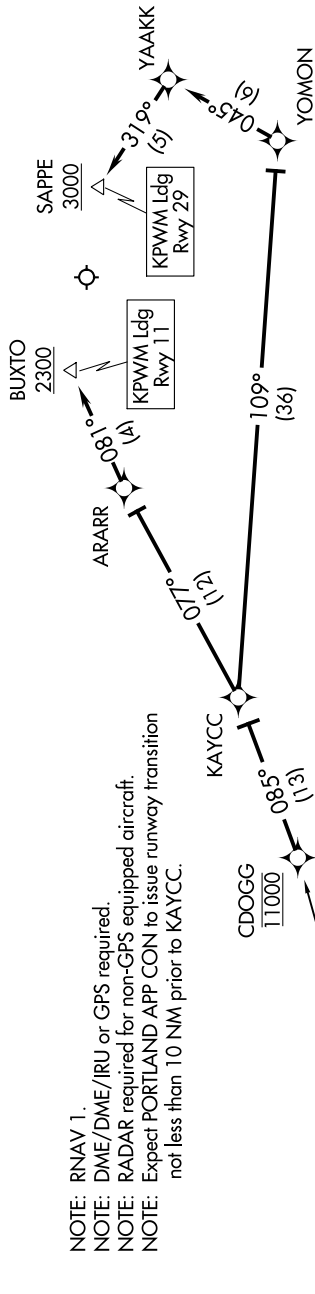 NOTE: RNAV 1.
NOTE: DME/DME/IRU or GPS required.
NOTE: RADAR required for non-GPS equipped aircraft.
NOTE: Expect PORTLAND APP CON to issue runway transition
not less than 10 NM prior to KAYCC.
CDOGG
11000
085°
(13)
KAYCC
077°
(12)
ARARR
081°
(4)
BUXTO
2300
KPWM Ldg
Rwy 11
109°
(36)
YOMON
045°
(6)
YAAKK
319°
(5)
SAPPE
3000
KPWM Ldg
Rwy 29